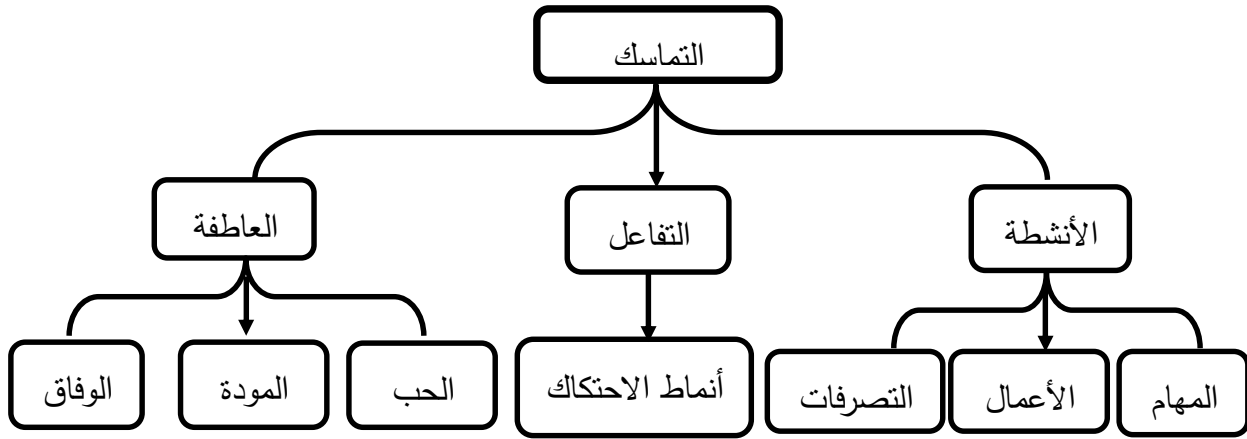 التماسك
الأنشطة
التفاعل
العاطفة
المهام
الأعمال
التصرفات
أنماط الاحتكاك
الحب
المودة
الوفاق